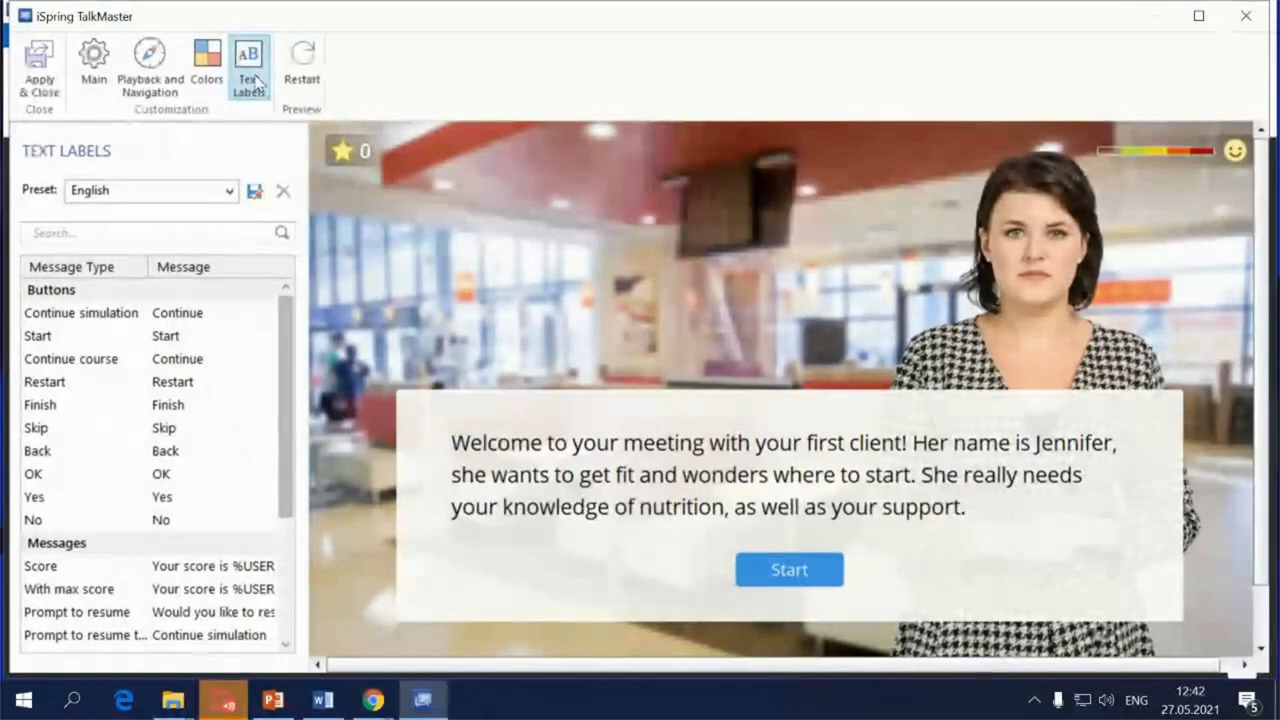 iSpring TalkMaster
Apply & Close
Main
Playback and Navigation
Colors
Text Labels
Restart
Close
Customization
Preview
TEXT LABELS
Preset: English
Search...
Message Type Message
Buttons
Continue simulation Continue
Start Start
Continue course Continue
Restart Restart
Finish Finish
Skip Skip
Back Back
OK OK
Yes Yes
No No
Messages
Score Your score is %USER
With max score Your score is %USER
Prompt to resume Would you like to res
Prompt to resume t... Continue simulation
0
Welcome to your meeting with your first client! Her name is Jennifer,
she wants to get fit and wonders where to start. She really needs
your knowledge of nutrition, as well as your support.
Start
ENG
12:42
27.05.2021
5